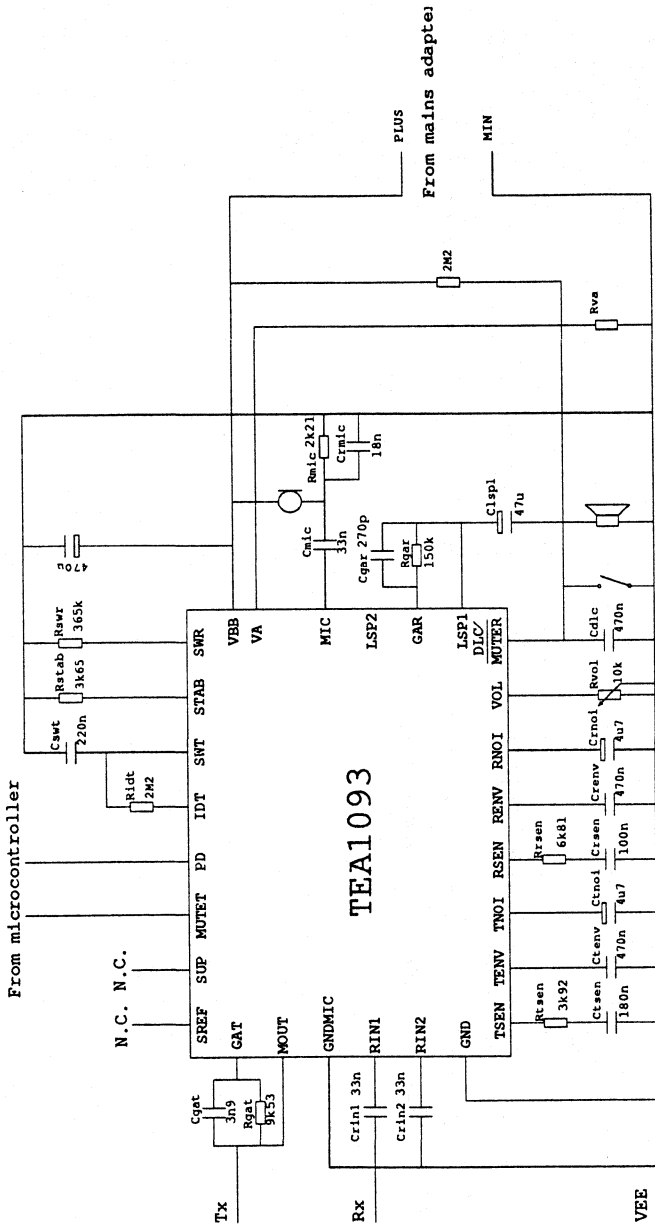 From microcontroller
N.C.
N.C.
Cswt
220n
Rstab
3k65
Rswr
365k
470u
Ridt
2M2
SREF
SUP
MUTET
PD
IDT
SWT
STAB
SWR
Tx
Cgat
3n9
Rgat
9k53
GAT
MOUT
GNDMIC
RIN1
RIN2
GND
Rx
Crin1 33n
Crin2 33n
VEE
TEA1093
VBB
VA
MIC
LSP2
GAR
LSP1
DLC/
MUTER
TSEN
TENV
TNOI
RSEN
RENV
RNOI
VOL
Cmic
33n
Rmic 2k21
Crmic
18n
Cgar 270p
Rgar
150k
Clspl
47u
2M2
Rva
PLUS
From mains adapter
MIN
Rtsen
3k92
Ctsen
180n
Ctenv
470n
Ctnoi
4u7
Rrsen
6k81
Crsen
100n
Crenv
470n
Crnoi
4u7
Rvol
10k
Cdlc
470n